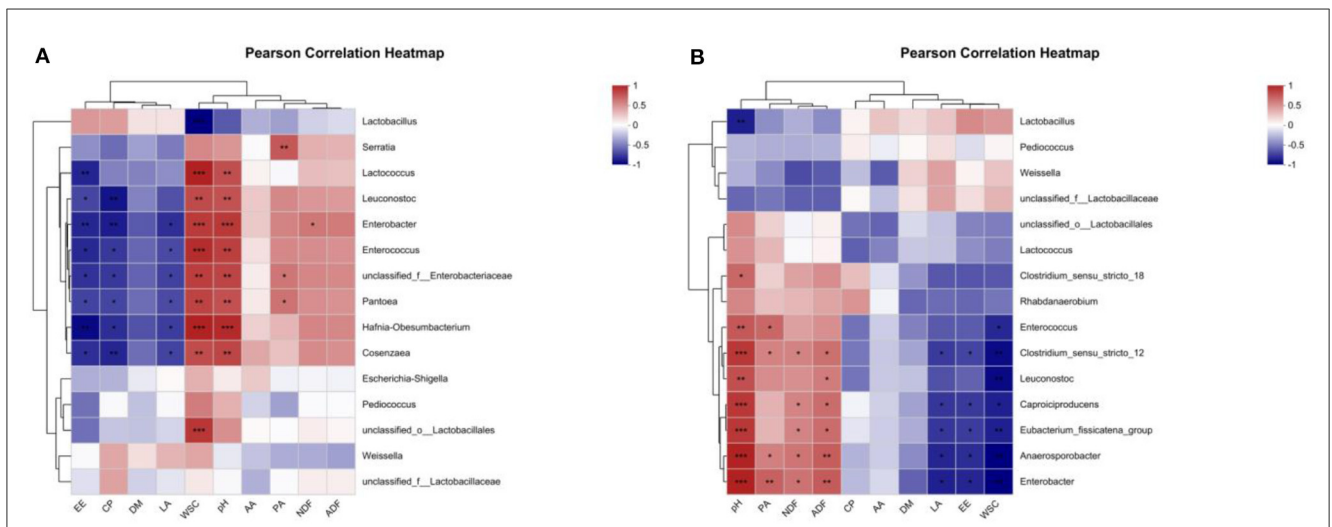 A
Pearson Correlation Heatmap
1
0.5
0
-0.5
-1
Lactobacillus
Serratia
**
Lactococcus
** *** **
Leuconostoc
* ** ** **
Enterobacter
** ** * *** *** *
Enterococcus
* * * *** **
unclassified_f__Enterobacteriaceae
* * * ** ** *
Pantoea
* * * ** ** *
Hafnia-Obesumbacterium
* * *** ***
Cosenzaea
* ** * ** **
Escherichia-Shigella
Pediococcus
unclassified_o__Lactobacillales
***
Weissella
unclassified_f__Lactobacillaceae
EE CP DM LA WSC pH AA PA NDF ADF
B
Pearson Correlation Heatmap
1
0.5
0
-0.5
-1
Lactobacillus
**
Pediococcus
Weissella
unclassified_f__Lactobacillaceae
unclassified_o__Lactobacillales
Lactococcus
Clostridium_sensu_stricto_18
*
Rhabdanaerobium
Enterococcus
** * *
Clostridium_sensu_stricto_12
*** * * * * * **
Leuconostoc
** * **
Caproiciproducens
*** * * * * *
Eubacterium_fissicatena_group
*** * * * * **
Anaerosporobacter
*** * * ** * *
Enterobacter
*** ** * ** * *
pH PA NDF ADF CP AA DM LA EE WSC